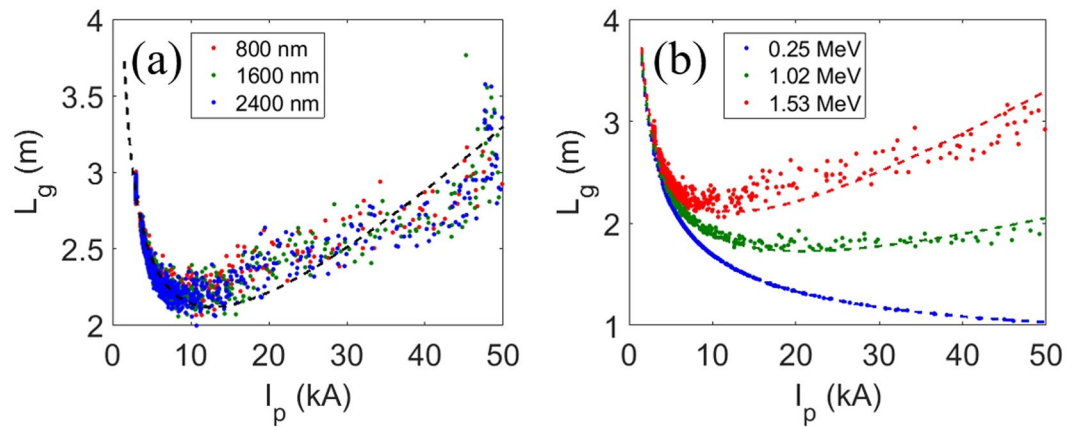 (a)
800 nm
1600 nm
2400 nm
4
3.5
3
2.5
2
L_g (m)
0 10 20 30 40 50
I_p (kA)
(b)
0.25 MeV
1.02 MeV
1.53 MeV
4
3
2
1
L_g (m)
0 10 20 30 40 50
I_p (kA)